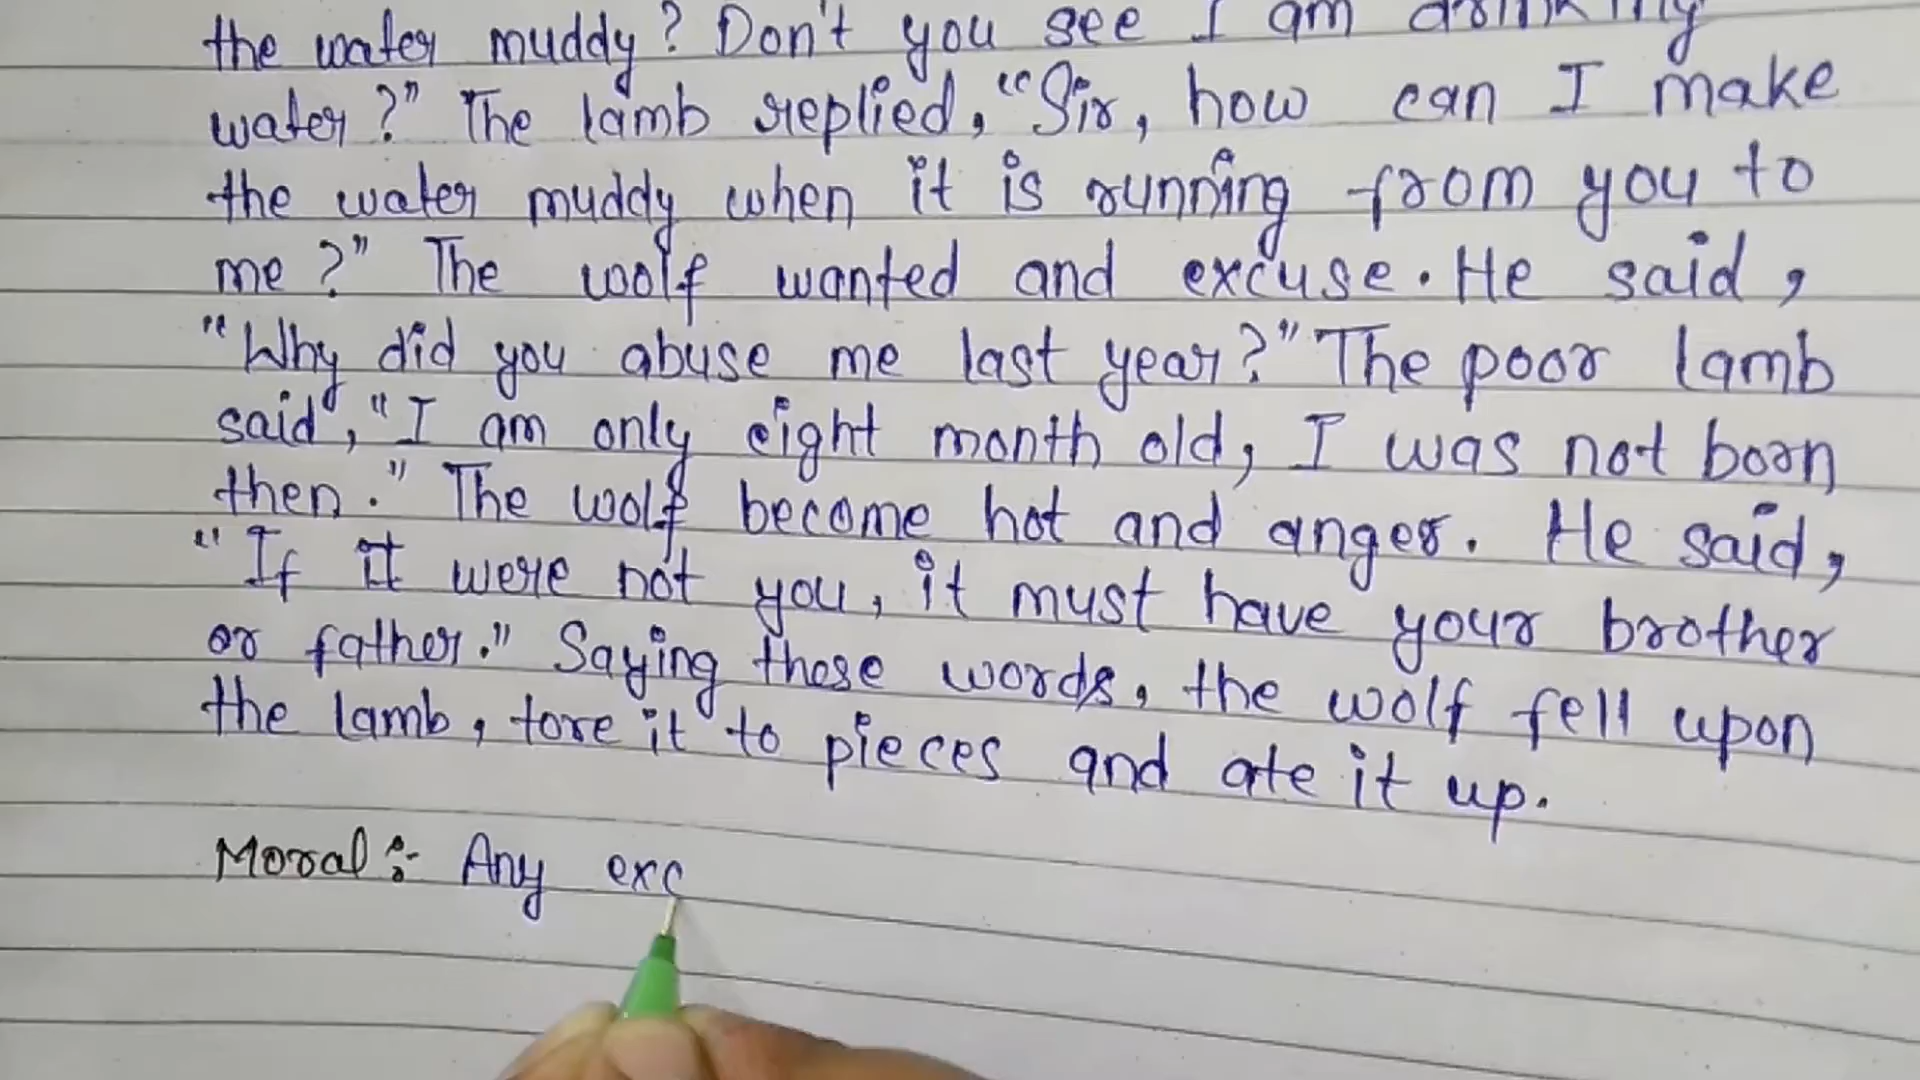 the water muddy? Don't you see I am drinking
water?" The lamb replied, "Sir, how can I make
the water muddy when it is running from you to
me?" The woolf wanted and excuse. He said,
"Why did you abuse me last year?" The poor lamb
said, "I am only eight month old, I was not born
then." The wolf become hot and anger. He said,
"If it were not you, it must have your brother
or father." Saying these words, the wolf fell upon
the lamb, tore it to pieces and ate it up.
Moral:- Any exc